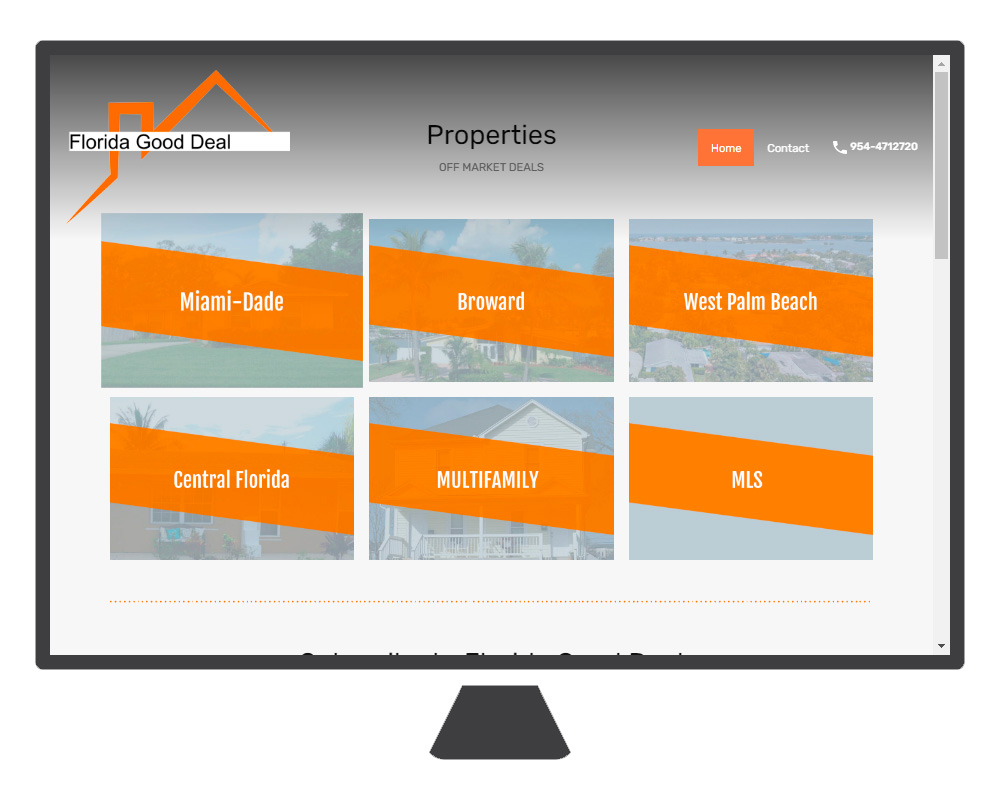 Florida Good Deal
Properties
OFF MARKET DEALS
Home
Contact
954-4712720
Miami-Dade
Broward
West Palm Beach
Central Florida
MULTIFAMILY
MLS